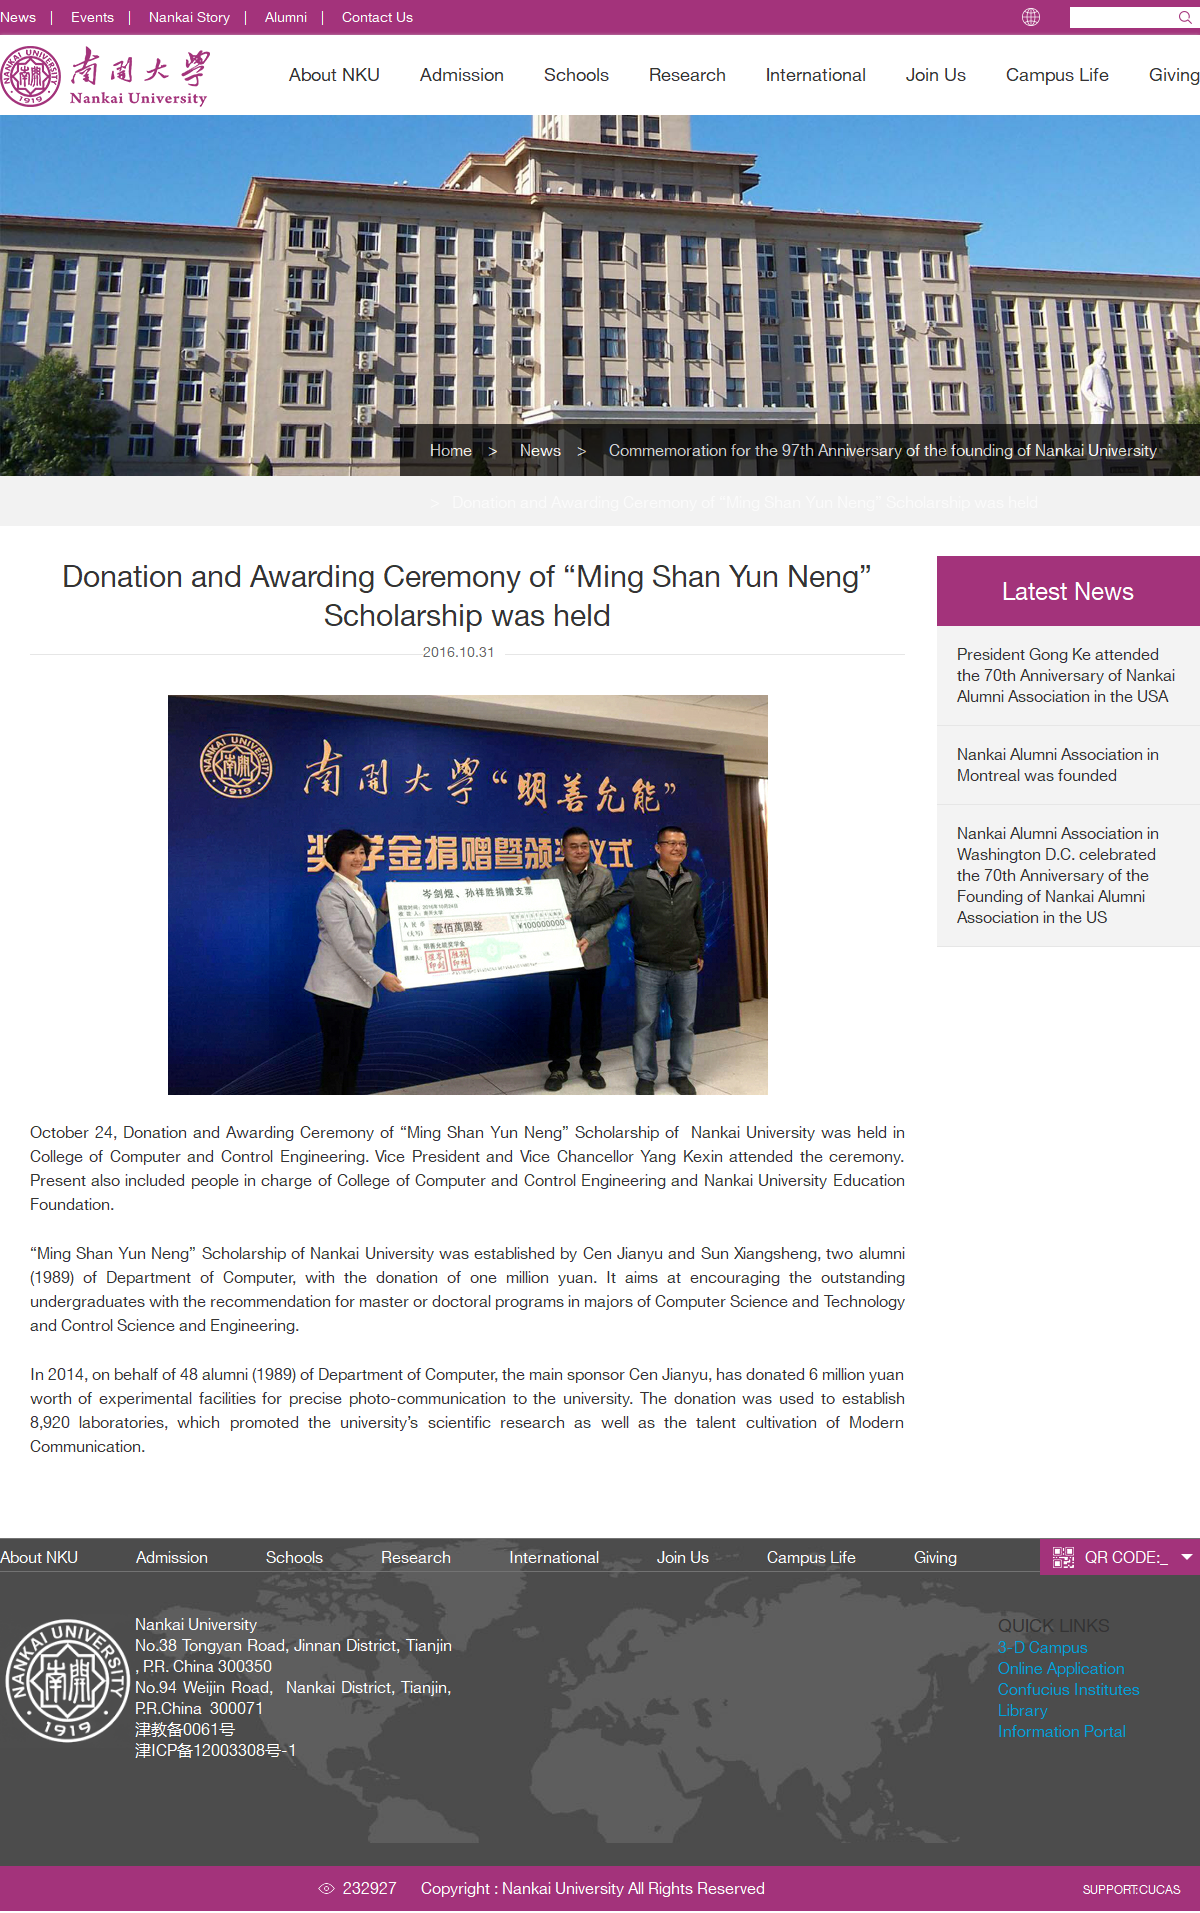 News | Events | Nankai Story | Alumni | Contact Us
NANKAI UNIVERSITY
1919
南開大學
Nankai University
About NKU Admission Schools Research International Join Us Campus Life Giving
Home > News > Commemoration for the 97th Anniversary of the founding of Nankai University
> Donation and Awarding Ceremony of “Ming Shan Yun Neng” Scholarship was held
Donation and Awarding Ceremony of “Ming Shan Yun Neng”
Scholarship was held
2016.10.31
NANKAI UNIVERSITY
1919
南開大學“明善允能”
奖学金捐赠暨颁奖仪式
岑剑煜、孙祥胜捐赠支票
壹佰萬圆整
¥100000000
October 24, Donation and Awarding Ceremony of “Ming Shan Yun Neng” Scholarship of Nankai University was held in
College of Computer and Control Engineering. Vice President and Vice Chancellor Yang Kexin attended the ceremony.
Present also included people in charge of College of Computer and Control Engineering and Nankai University Education
Foundation.
“Ming Shan Yun Neng” Scholarship of Nankai University was established by Cen Jianyu and Sun Xiangsheng, two alumni
(1989) of Department of Computer, with the donation of one million yuan. It aims at encouraging the outstanding
undergraduates with the recommendation for master or doctoral programs in majors of Computer Science and Technology
and Control Science and Engineering.
In 2014, on behalf of 48 alumni (1989) of Department of Computer, the main sponsor Cen Jianyu, has donated 6 million yuan
worth of experimental facilities for precise photo-communication to the university. The donation was used to establish
8,920 laboratories, which promoted the university’s scientific research as well as the talent cultivation of Modern
Communication.
Latest News
President Gong Ke attended
the 70th Anniversary of Nankai
Alumni Association in the USA
Nankai Alumni Association in
Montreal was founded
Nankai Alumni Association in
Washington D.C. celebrated
the 70th Anniversary of the
Founding of Nankai Alumni
Association in the US
About NKU Admission Schools Research International Join Us Campus Life Giving
QR CODE:_
NANKAI UNIVERSITY
南開
1919
Nankai University
No.38 Tongyan Road, Jinnan District, Tianjin
, P.R. China 300350
No.94 Weijin Road, Nankai District, Tianjin,
P.R.China 300071
津教备0061号
津ICP备12003308号-1
QUICK LINKS
3-D Campus
Online Application
Confucius Institutes
Library
Information Portal
232927 Copyright : Nankai University All Rights Reserved
SUPPORT:CUCAS